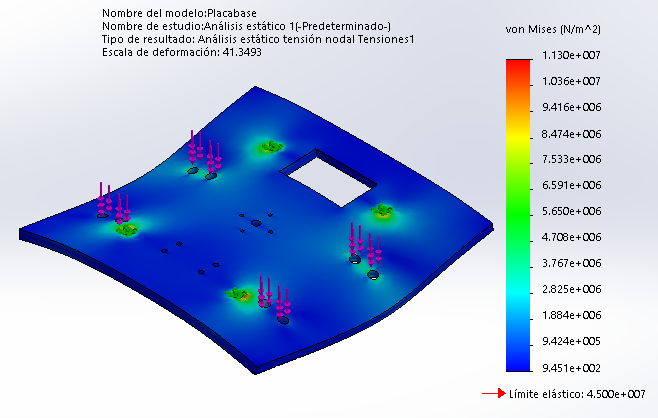 Nombre del modelo:Placabase
Nombre de estudio:Análisis estático 1(-Predeterminado-)
Tipo de resultado: Análisis estático tensión nodal Tensiones1
Escala de deformación: 41.3493
von Mises (N/m^2)
1.130e+007
1.036e+007
9.416e+006
8.474e+006
7.533e+006
6.591e+006
5.650e+006
4.708e+006
3.767e+006
2.825e+006
1.884e+006
9.424e+005
9.451e+002
Límite elástico: 4.500e+007